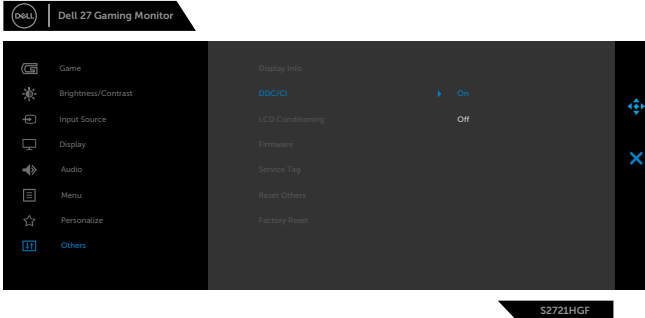 DELL Dell 27 Gaming Monitor
Game Display Info
Brightness/Contrast DDC/CI On
Input Source LCD Conditioning Off
Display Firmware
Audio Service Tag
Menu Reset Others
Personalize Factory Reset
Others
S2721HGF